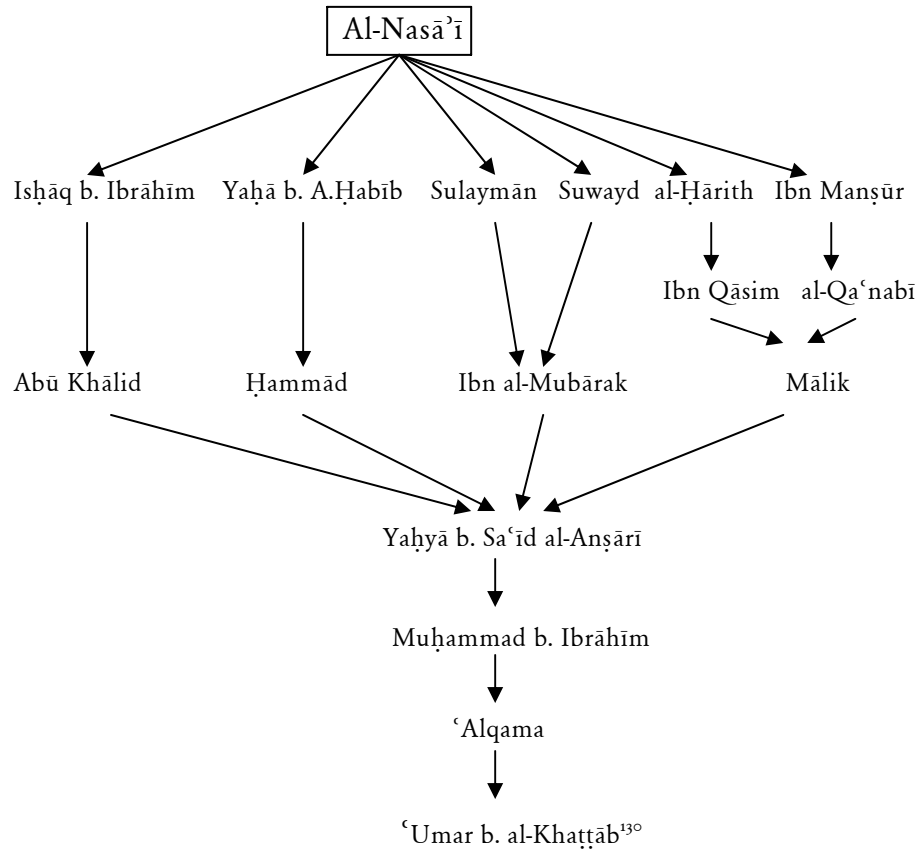 Al-Nasāʾī
Isḥāq b. Ibrāhīm Yaḥā b. A.Ḥabīb Sulaymān Suwayd al-Ḥārith Ibn Manṣūr
Ibn Qāsim al-Qaʿnabī
Abū Khālid Ḥammād Ibn al-Mubārak Mālik
Yaḥyā b. Saʿīd al-Anṣārī
Muḥammad b. Ibrāhīm
ʿAlqama
ʿUmar b. al-Khaṭṭāb¹³⁰